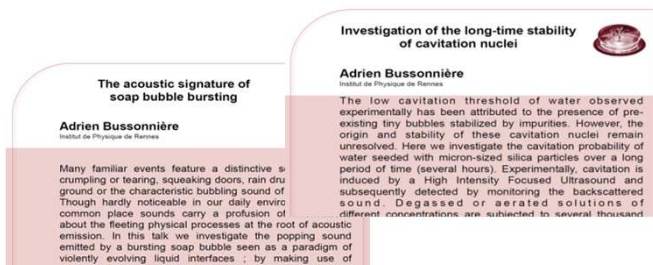 Investigation of the long-time stability
of cavitation nuclei
Adrien Bussonnière
Institut de Physique de Rennes
The low cavitation threshold of water observed
experimentally has been attributed to the presence of pre-
existing tiny bubbles stabilized by impurities. However, the
origin and stability of these cavitation nuclei remain
unresolved. Here we investigate the cavitation probability of
water seeded with micron-sized silica particles over a long
period of time (several hours). Experimentally, cavitation is
induced by a High Intensity Focused Ultrasound and
subsequently detected by monitoring the backscattered
sound. Degassed or aerated solutions of
different concentrations are subjected to several thousand
The acoustic signature of
soap bubble bursting
Adrien Bussonnière
Institut de Physique de Rennes
Many familiar events feature a distinctive s
crumpling or tearing, squeaking doors, rain dru
ground or the characteristic bubbling sound of
Though hardly noticeable in our daily enviro
common place sounds carry a profusion of
about the fleeting physical processes at the root of acoustic
emission. In this talk we investigate the popping sound
emitted by a bursting soap bubble seen as a paradigm of
violently evolving liquid interfaces ; by making use of